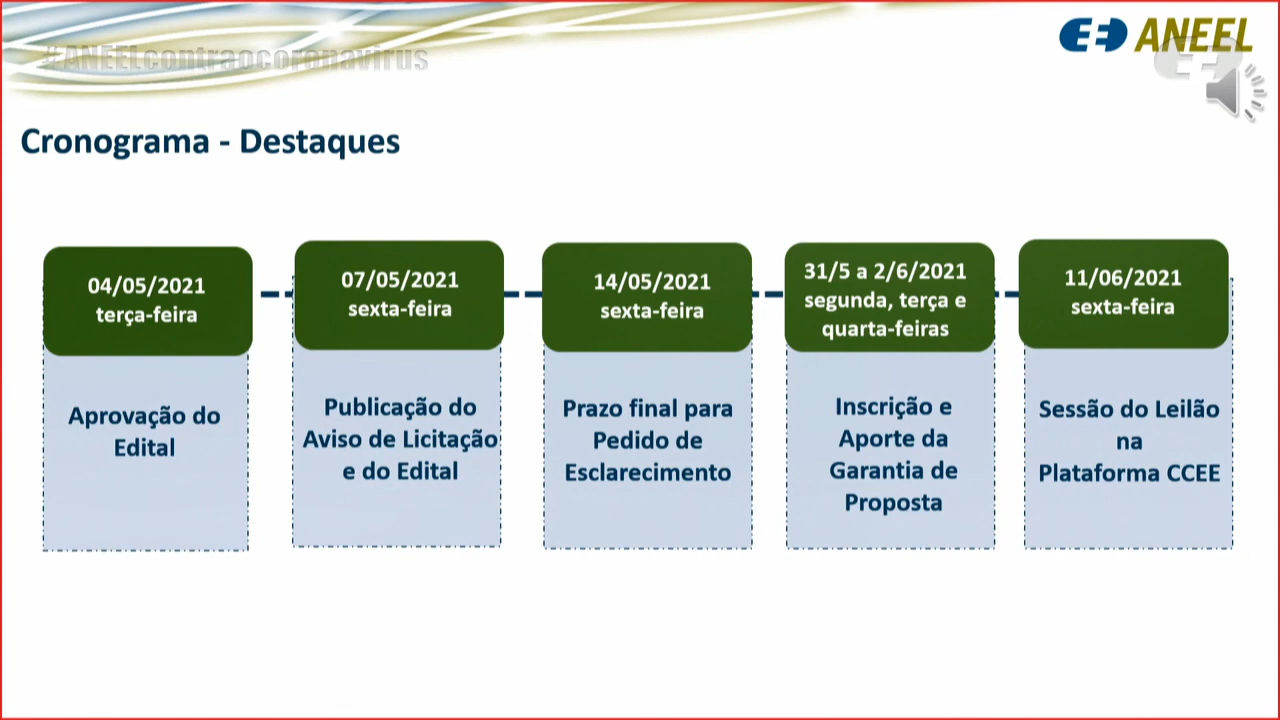 #ANEELcontraocoronavirus
ANEEL
Cronograma - Destaques
04/05/2021
terça-feira
Aprovação do
Edital
07/05/2021
sexta-feira
Publicação do
Aviso de Licitação
e do Edital
14/05/2021
sexta-feira
Prazo final para
Pedido de
Esclarecimento
31/5 a 2/6/2021
segunda, terça e
quarta-feiras
Inscrição e
Aporte da
Garantia de
Proposta
11/06/2021
sexta-feira
Sessão do Leilão
na
Plataforma CCEE